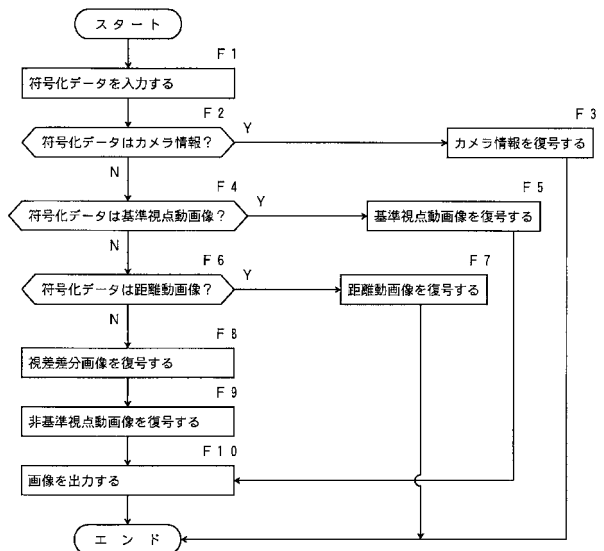 スタート
F1
符号化データを入力する
F2
符号化データはカメラ情報?
Y
F3
カメラ情報を復号する
N
F4
符号化データは基準視点動画像?
Y
F5
基準視点動画像を復号する
N
F6
符号化データは距離動画像?
Y
F7
距離動画像を復号する
N
F8
視差差分画像を復号する
F9
非基準視点動画像を復号する
F10
画像を出力する
エンド